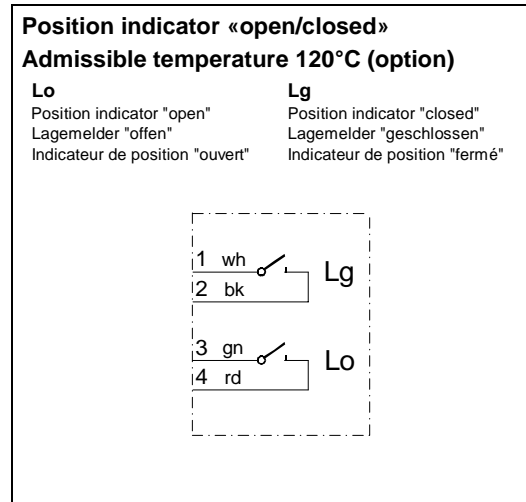 Position indicator «open/closed»
Admissible temperature 120°C (option)
Lo
Position indicator "open"
Lagemelder "offen"
Indicateur de position "ouvert"
Lg
Position indicator "closed"
Lagemelder "geschlossen"
Indicateur de position "fermé"
1 wh
Lg
2 bk
3 gn
Lo
4 rd